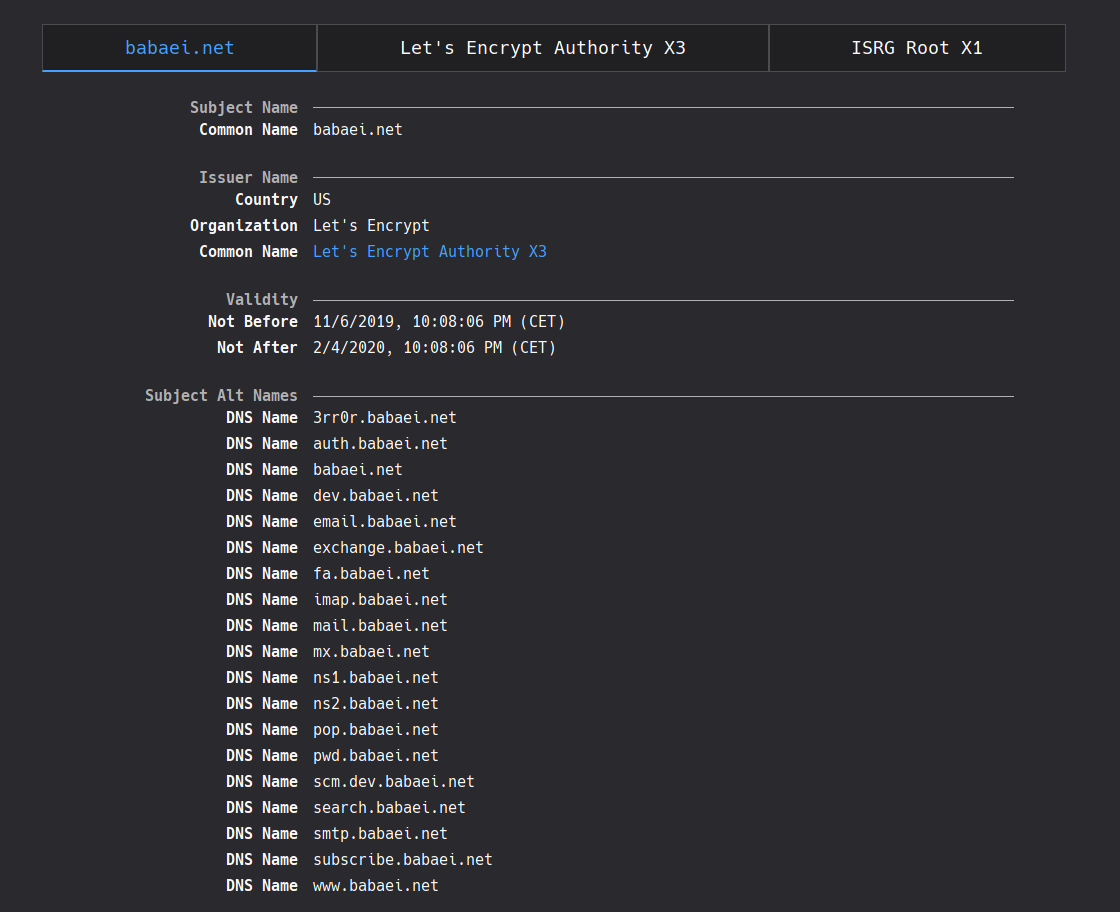 babaei.net Let's Encrypt Authority X3 ISRG Root X1
Subject Name
Common Name babaei.net
Issuer Name
Country US
Organization Let's Encrypt
Common Name Let's Encrypt Authority X3
Validity
Not Before 11/6/2019, 10:08:06 PM (CET)
Not After 2/4/2020, 10:08:06 PM (CET)
Subject Alt Names
DNS Name 3rr0r.babaei.net
DNS Name auth.babaei.net
DNS Name babaei.net
DNS Name dev.babaei.net
DNS Name email.babaei.net
DNS Name exchange.babaei.net
DNS Name fa.babaei.net
DNS Name imap.babaei.net
DNS Name mail.babaei.net
DNS Name mx.babaei.net
DNS Name ns1.babaei.net
DNS Name ns2.babaei.net
DNS Name pop.babaei.net
DNS Name pwd.babaei.net
DNS Name scm.dev.babaei.net
DNS Name search.babaei.net
DNS Name smtp.babaei.net
DNS Name subscribe.babaei.net
DNS Name www.babaei.net